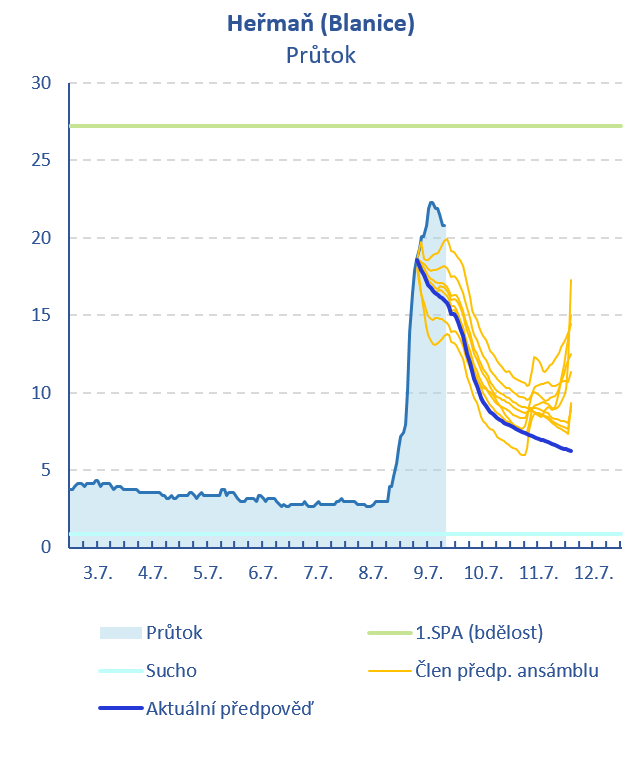 Heřmaň (Blanice)
Průtok
30
25
20
15
10
5
0
3.7. 4.7. 5.7. 6.7. 7.7. 8.7. 9.7. 10.7. 11.7. 12.7.
Průtok 1.SPA (bdělost)
Sucho Člen předp. ansámblu
Aktuální předpověď